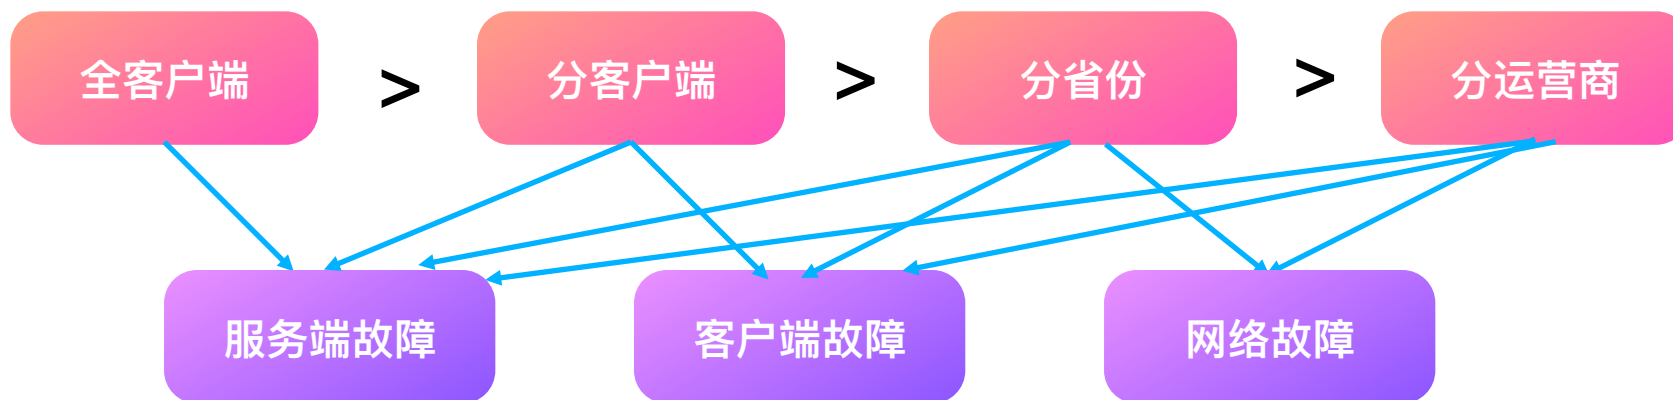 全客户端 > 分客户端 > 分省份 > 分运营商
服务端故障 客户端故障 网络故障